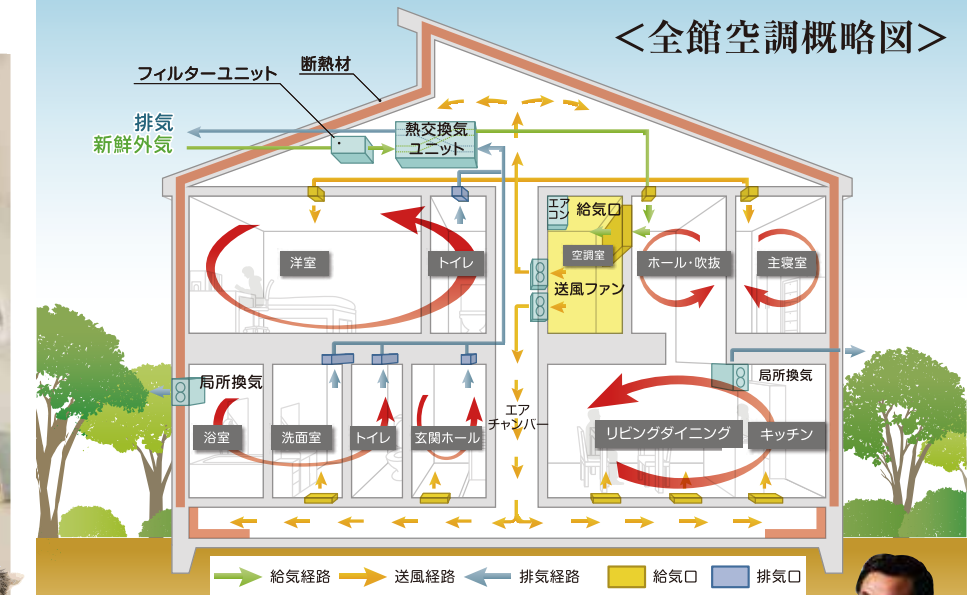 ＜全館空調概略図＞
断熱材
フィルターユニット
排気
新鮮外気
熱交換気
ユニット
エア
コン
給気口
洋室
トイレ
空調室
ホール・吹抜
主寝室
送風ファン
局所換気
局所換気
エア
チャンバー
浴室
洗面室
トイレ
玄関ホール
リビングダイニング
キッチン
給気経路
送風経路
排気経路
給気口
排気口